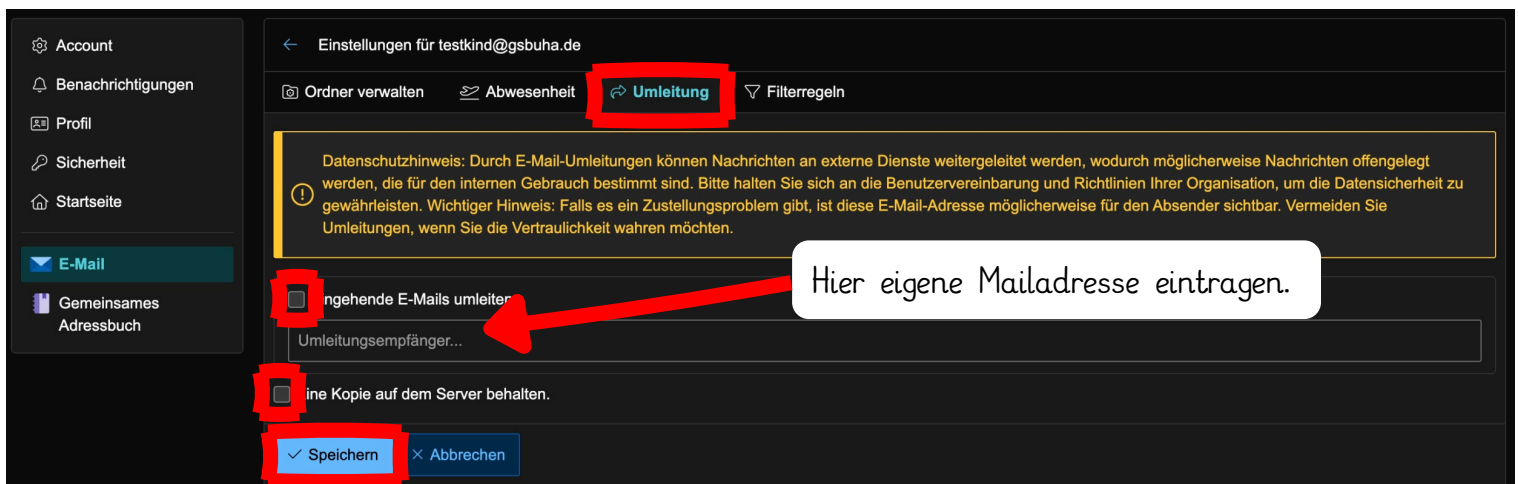 Account
Benachrichtigungen
Profil
Sicherheit
Startseite
E-Mail
Gemeinsames
Adressbuch
Einstellungen für testkind@gsbuha.de
Ordner verwalten Abwesenheit Umleitung Filterregeln
Datenschutzhinweis: Durch E-Mail-Umleitungen können Nachrichten an externe Dienste weitergeleitet werden, wodurch möglicherweise Nachrichten offengelegt
werden, die für den internen Gebrauch bestimmt sind. Bitte halten Sie sich an die Benutzervereinbarung und Richtlinien Ihrer Organisation, um die Datensicherheit zu
gewährleisten. Wichtiger Hinweis: Falls es ein Zustellungsproblem gibt, ist diese E-Mail-Adresse möglicherweise für den Absender sichtbar. Vermeiden Sie
Umleitungen, wenn Sie die Vertraulichkeit wahren möchten.
Hier eigene Mailadresse eintragen.
ngehende E-Mails umleiten
Umleitungsempfänger...
ine Kopie auf dem Server behalten.
Speichern Abbrechen